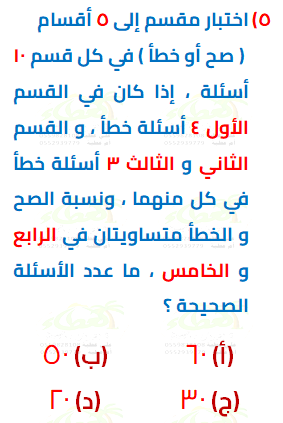 ٥) اختبار مقسم إلى ٥ أقسام
( صح أو خطأ ) في كل قسم ١٠
أسئلة ، إذا كان في القسم
الأول ٤ أسئلة خطأ ، و القسم
الثاني و الثالث ٣ أسئلة خطأ
في كل منهما ، ونسبة الصح
و الخطأ متساويتان في الرابع
و الخامس ، ما عدد الأسئلة
الصحيحة ؟
(أ) ٦٠ (ب) ٥٠
(ج) ٣٠ (د) ٢٠